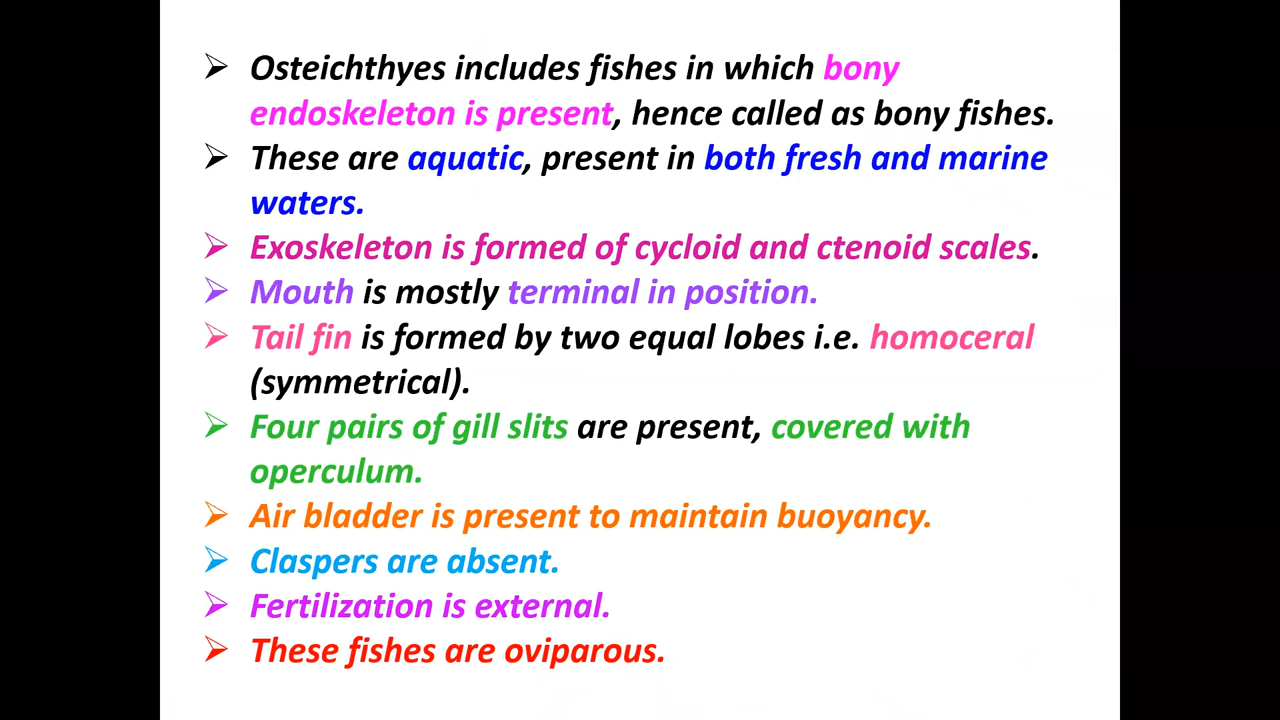 ➢ Osteichthyes includes fishes in which bony
endoskeleton is present, hence called as bony fishes.
➢ These are aquatic, present in both fresh and marine
waters.
➢ Exoskeleton is formed of cycloid and ctenoid scales.
➢ Mouth is mostly terminal in position.
➢ Tail fin is formed by two equal lobes i.e. homoceral
(symmetrical).
➢ Four pairs of gill slits are present, covered with
operculum.
➢ Air bladder is present to maintain buoyancy.
➢ Claspers are absent.
➢ Fertilization is external.
➢ These fishes are oviparous.